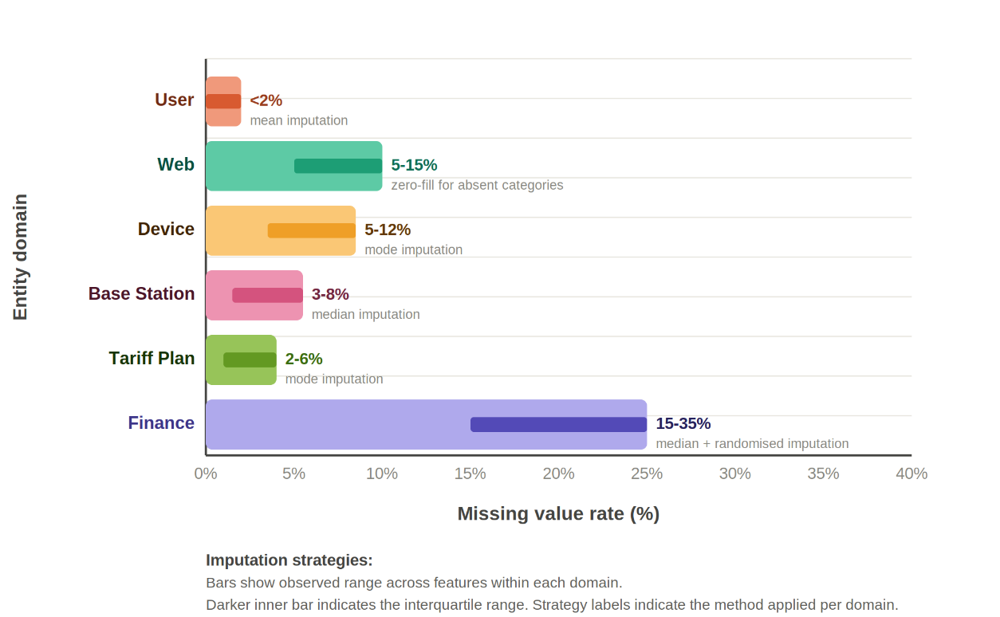 User
<2%
mean imputation
Web
5-15%
zero-fill for absent categories
Device
5-12%
mode imputation
Base Station
3-8%
median imputation
Tariff Plan
2-6%
mode imputation
Finance
15-35%
median + randomised imputation
Entity domain
0% 5% 10% 15% 20% 25% 30% 35% 40%
Missing value rate (%)
Imputation strategies:
Bars show observed range across features within each domain.
Darker inner bar indicates the interquartile range. Strategy labels indicate the method applied per domain.